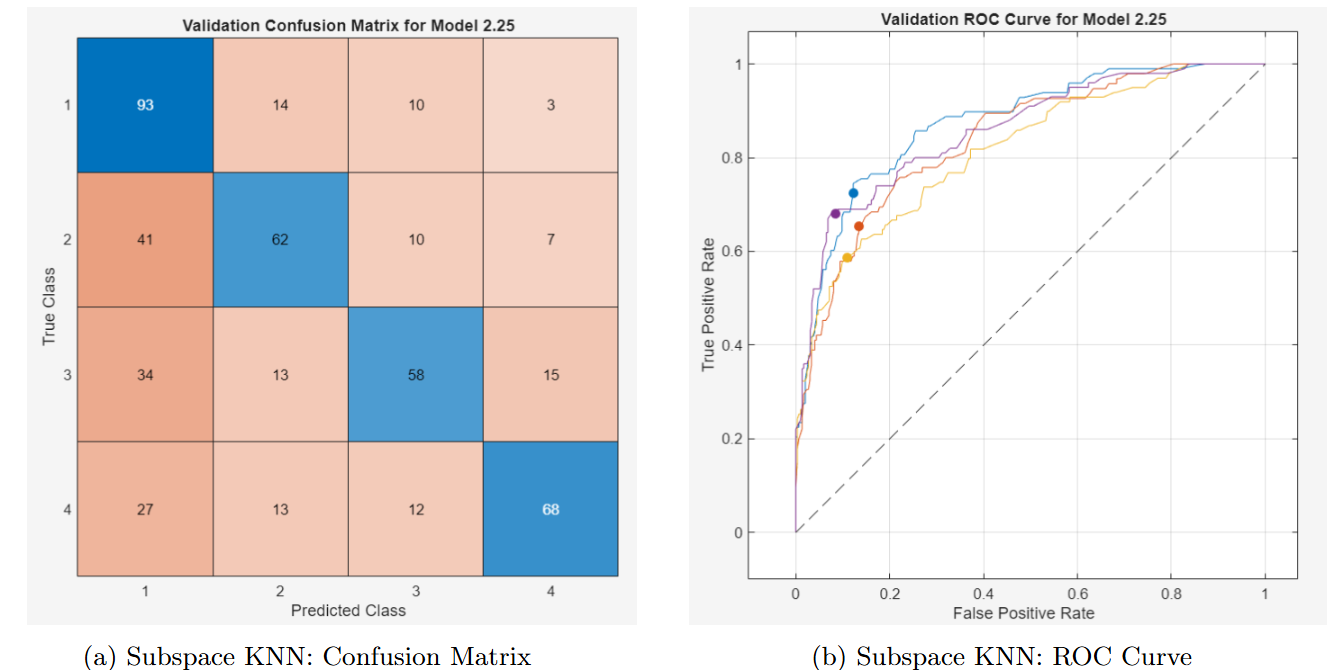 Validation Confusion Matrix for Model 2.25
True Class
1 93 14 10 3
2 41 62 10 7
3 34 13 58 15
4 27 13 12 68
1 2 3 4
Predicted Class
(a) Subspace KNN: Confusion Matrix
Validation ROC Curve for Model 2.25
True Positive Rate
1
0.8
0.6
0.4
0.2
0
0 0.2 0.4 0.6 0.8 1
False Positive Rate
(b) Subspace KNN: ROC Curve